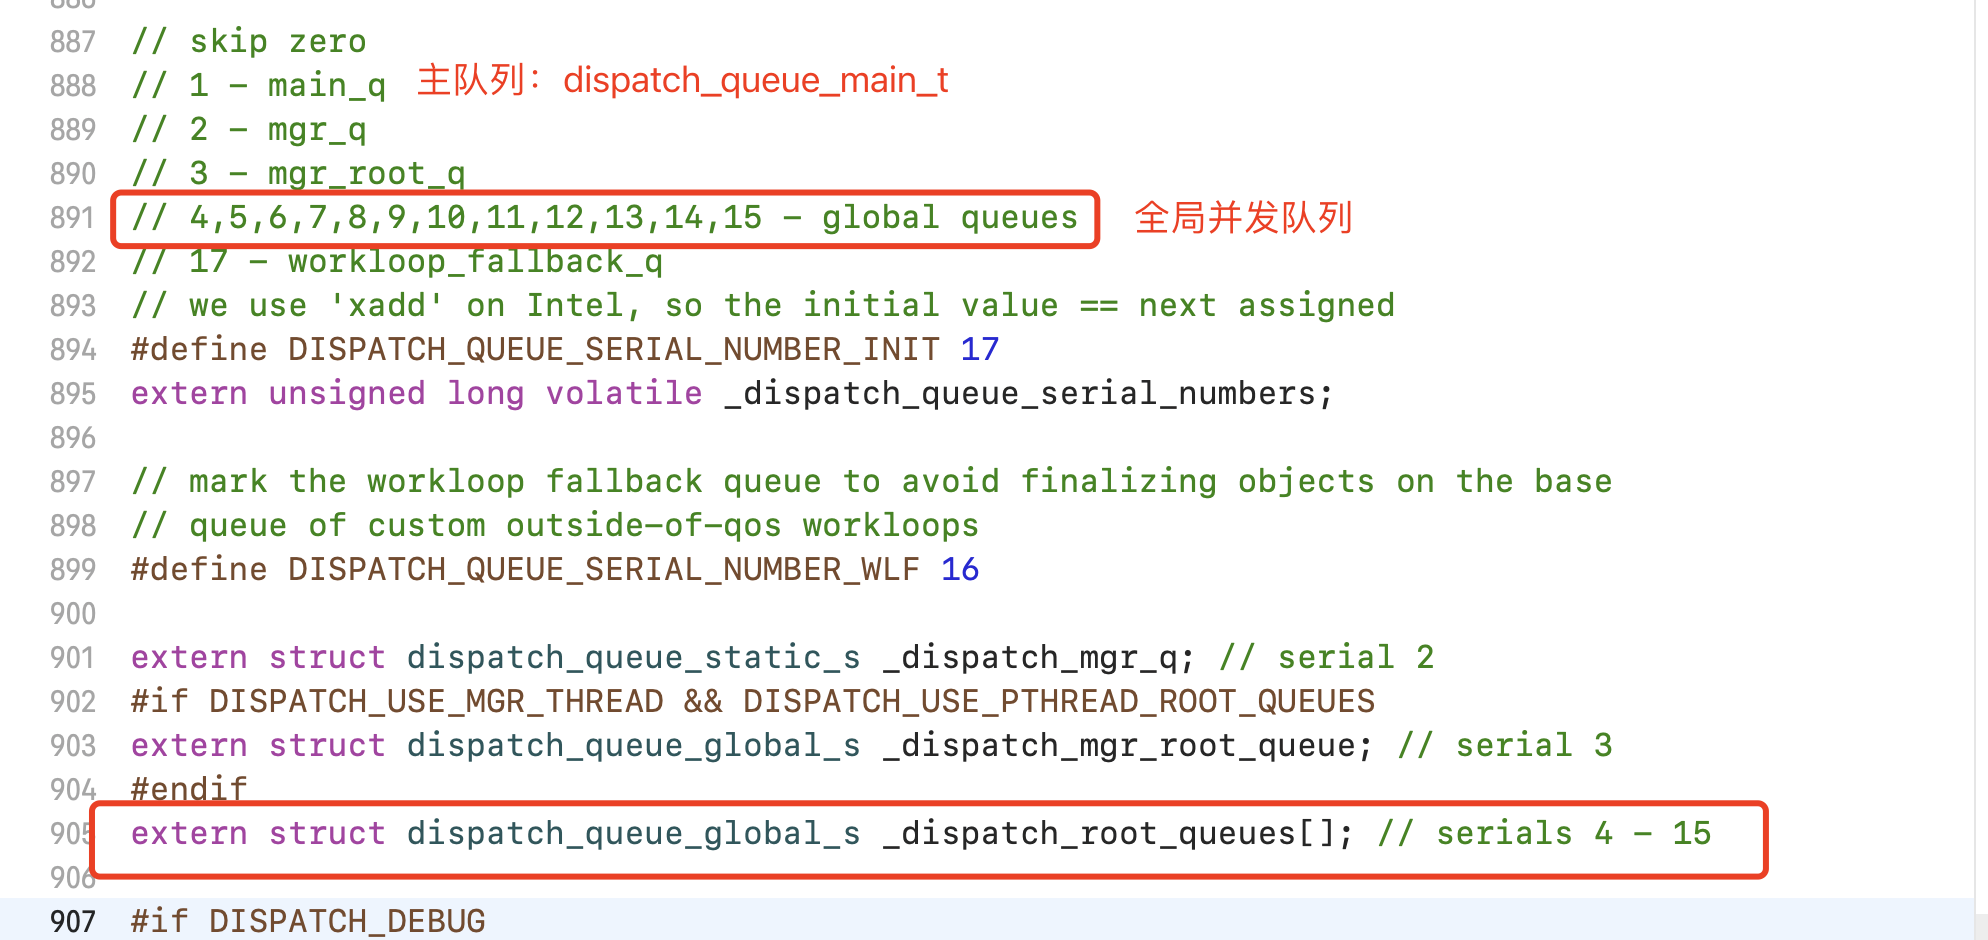 887 // skip zero
888 // 1 - main_q 主队列：dispatch_queue_main_t
889 // 2 - mgr_q
890 // 3 - mgr_root_q
891 // 4,5,6,7,8,9,10,11,12,13,14,15 - global queues 全局并发队列
892 // 17 - workloop_fallback_q
893 // we use 'xadd' on Intel, so the initial value == next assigned
894 #define DISPATCH_QUEUE_SERIAL_NUMBER_INIT 17
895 extern unsigned long volatile _dispatch_queue_serial_numbers;
896
897 // mark the workloop fallback queue to avoid finalizing objects on the base
898 // queue of custom outside-of-qos workloops
899 #define DISPATCH_QUEUE_SERIAL_NUMBER_WLF 16
900
901 extern struct dispatch_queue_static_s _dispatch_mgr_q; // serial 2
902 #if DISPATCH_USE_MGR_THREAD && DISPATCH_USE_PTHREAD_ROOT_QUEUES
903 extern struct dispatch_queue_global_s _dispatch_mgr_root_queue; // serial 3
904 #endif
905 extern struct dispatch_queue_global_s _dispatch_root_queues[]; // serials 4 - 15
906
907 #if DISPATCH_DEBUG